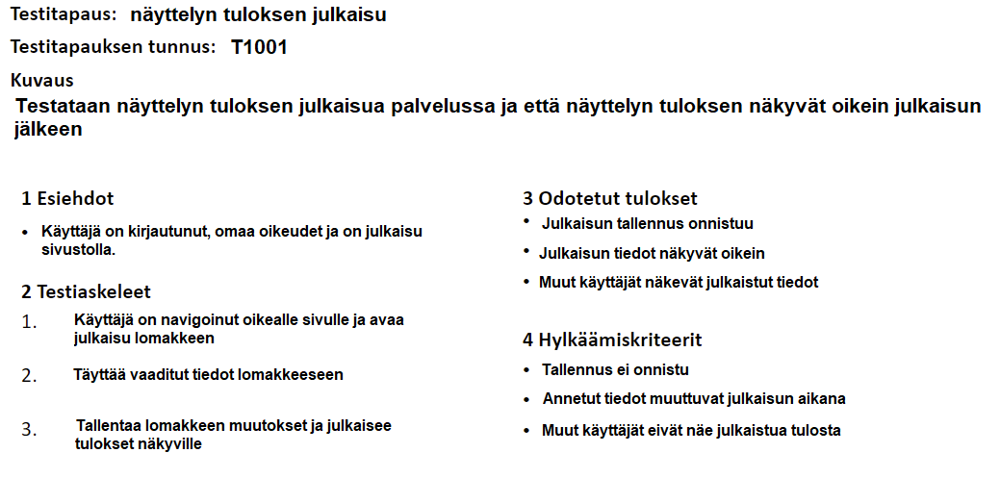 Testitapaus: näyttelyn tuloksen julkaisu
Testitapauksen tunnus: T1001
Kuvaus
Testataan näyttelyn tuloksen julkaisua palvelussa ja että näyttelyn tuloksen näkyvät oikein julkaisun
jälkeen
1 Esiehdot
• Käyttäjä on kirjautunut, omaa oikeudet ja on julkaisu
sivustolla.
2 Testiaskeleet
1. Käyttäjä on navigoinut oikealle sivulle ja avaa
julkaisu lomakkeen
2. Täyttää vaaditut tiedot lomakkeeseen
3. Tallentaa lomakkeen muutokset ja julkaisee
tulokset näkyville
3 Odotetut tulokset
• Julkaisun tallennus onnistuu
• Julkaisun tiedot näkyvät oikein
• Muut käyttäjät näkevät julkaistut tiedot
4 Hylkäämiskriteerit
• Tallennus ei onnistu
• Annetut tiedot muuttuvat julkaisun aikana
• Muut käyttäjät eivät näe julkaistua tulosta